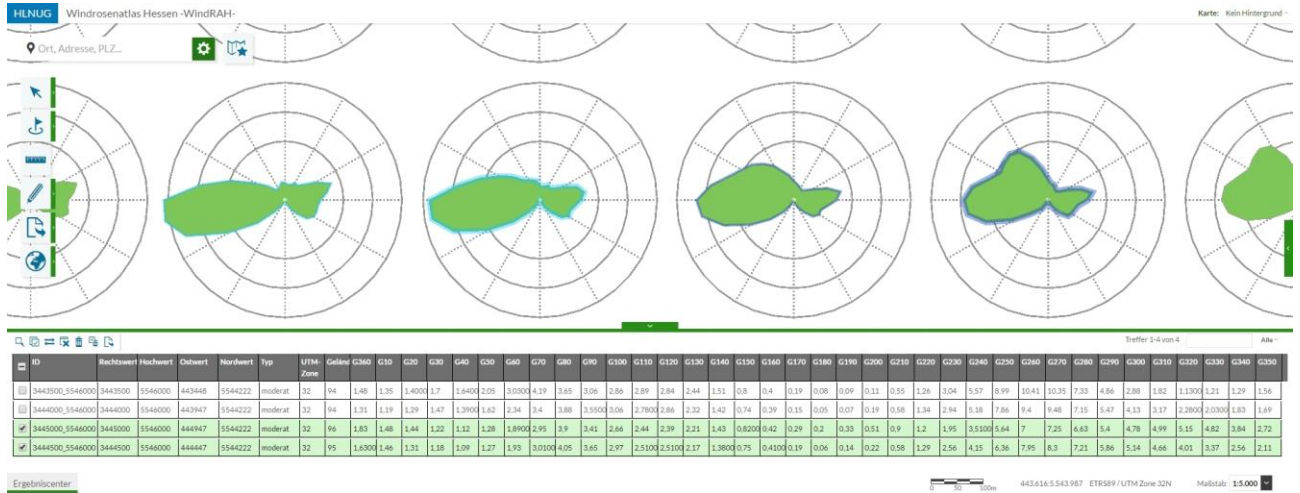 HLNUG Windrosenatlas Hessen -WindRAH- Karte: Kein Hintergrund
Ort, Adresse, PLZ...
Treffer 1-4 von 4 Alle
ID Rechtswert Hochwert Ostwert Nordwert Typ UTM-Zone Geländ G360 G10 G20 G30 G40 G50 G60 G70 G80 G90 G100 G110 G120 G130 G140 G150 G160 G170 G180 G190 G200 G210 G220 G230 G240 G250 G260 G270 G280 G290 G300 G310 G320 G330 G340 G350
3443500_5546000 3443500 5546000 443448 5544222 moderat 32 94 1,48 1,35 1,4000 1,7 1,6400 2,05 3,0300 4,19 3,65 3,06 2,86 2,89 2,84 2,44 1,51 0,8 0,4 0,19 0,08 0,09 0,11 0,55 1,26 3,04 5,57 8,99 10,41 10,35 7,33 4,86 2,88 1,82 1,1300 1,21 1,29 1,56
3444000_5546000 3444000 5546000 443947 5544222 moderat 32 94 1,31 1,19 1,29 1,47 1,3900 1,62 2,34 3,4 3,88 3,5500 3,06 2,7800 2,86 2,32 1,42 0,74 0,39 0,15 0,05 0,07 0,19 0,58 1,34 2,94 5,18 7,86 9,4 9,48 7,15 5,47 4,13 3,17 2,2800 2,0300 1,83 1,69
3445000_5546000 3445000 5546000 444947 5544222 moderat 32 96 1,83 1,48 1,44 1,22 1,12 1,28 1,8900 2,95 3,9 3,41 2,66 2,44 2,39 2,21 1,43 0,8200 0,42 0,29 0,2 0,33 0,51 0,9 1,2 1,95 3,5100 5,64 7 7,25 6,63 5,4 4,78 4,99 5,15 4,82 3,84 2,72
3444500_5546000 3444500 5546000 444447 5544222 moderat 32 95 1,6300 1,46 1,31 1,18 1,09 1,27 1,93 3,0100 4,05 3,65 2,97 2,5100 2,5100 2,17 1,3800 0,75 0,4100 0,19 0,06 0,14 0,22 0,58 1,29 2,56 4,15 6,36 7,95 8,3 7,21 5,86 5,14 4,66 4,01 3,37 2,56 2,11
Ergebniscenter 0 50 100m 443.616:5.543.987 ETRS89 / UTM Zone 32N Maßstab: 1:5.000